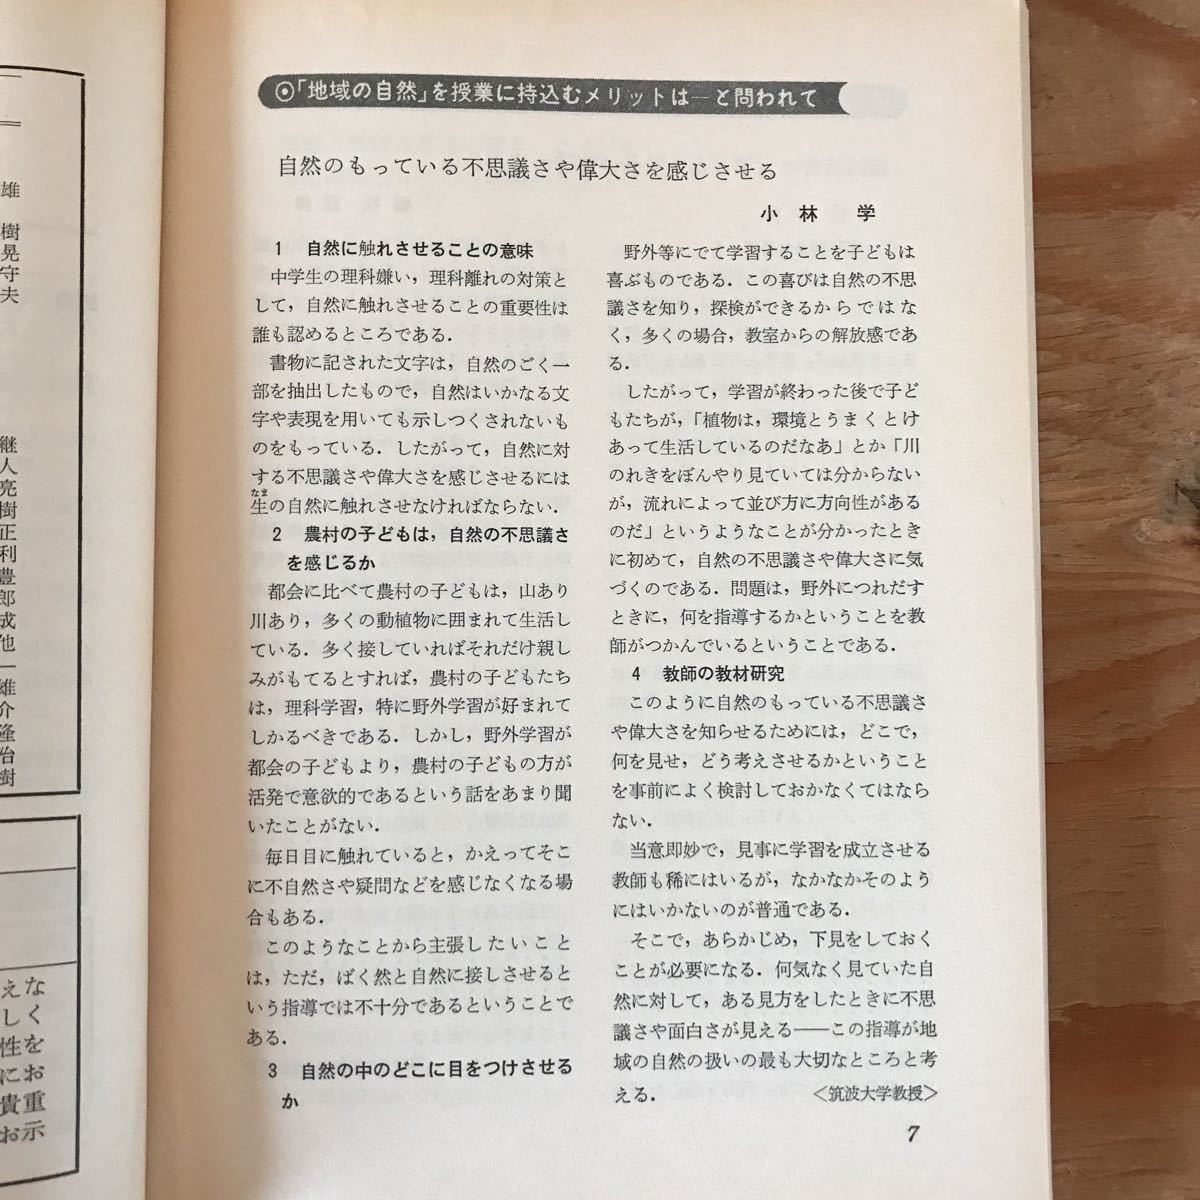 ◎「地域の自然」を授業に持込むメリットは―と問われて
自然のもっている不思議さや偉大さを感じさせる
小林 学
1 自然に触れさせることの意味
中学生の理科嫌い，理科離れの対策と
して，自然に触れさせることの重要性は
誰も認めるところである．
書物に記された文字は，自然のごく一
部を抽出したもので，自然はいかなる文
字や表現を用いても示しつくされないも
のをもっている．したがって，自然に対
する不思議さや偉大さを感じさせるには
なま
生の自然に触れさせなければならない．
2 農村の子どもは，自然の不思議さ
を感じるか
都会に比べて農村の子どもは，山あり
川あり，多くの動植物に囲まれて生活し
ている．多く接していればそれだけ親し
みがもてるとすれば，農村の子どもたち
は，理科学習，特に野外学習が好まれて
しかるべきである．しかし，野外学習が
都会の子どもより，農村の子どもの方が
活発で意欲的であるという話をあまり聞
いたことがない．
毎日目に触れていると，かえってそこ
に不自然さや疑問などを感じなくなる場
合もある．
このようなことから主張したいこと
は，ただ，ばく然と自然に接しさせると
いう指導では不十分であるということで
ある．
3 自然の中のどこに目をつけさせる
か
野外等にでて学習することを子どもは
喜ぶものである．この喜びは自然の不思
議さを知り，探検ができるからではな
く，多くの場合，教室からの解放感であ
る．
したがって，学習が終わった後で子ど
もたちが，「植物は，環境とうまくとけ
あって生活しているのだなあ」とか「川
のれきをぼんやり見ていては分からない
が，流れによって並び方に方向性がある
のだ」というようなことが分かったとき
に初めて，自然の不思議さや偉大さに気
づくのである．問題は，野外につれだす
ときに，何を指導するかということを教
師がつかんでいるということである．
4 教師の教材研究
このように自然のもっている不思議さ
や偉大さを知らせるためには，どこで，
何を見せ，どう考えさせるかということ
を事前によく検討しておかなくてはなら
ない．
当意即妙で，見事に学習を成立させる
教師も稀にはいるが，なかなかそのよう
にはいかないのが普通である．
そこで，あらかじめ，下見をしておく
ことが必要になる．何気なく見ていた自
然に対して，ある見方をしたときに不思
議さや面白さが見える――この指導が地
域の自然の扱いの最も大切なところと考
える．
＜筑波大学教授＞
7
雄
樹
晃
守
夫
継
人
亮
樹
正
利
豊
郎
成
他
一
雄
介
隆
治
樹
えな
しく
性を
にお
貴重
お示